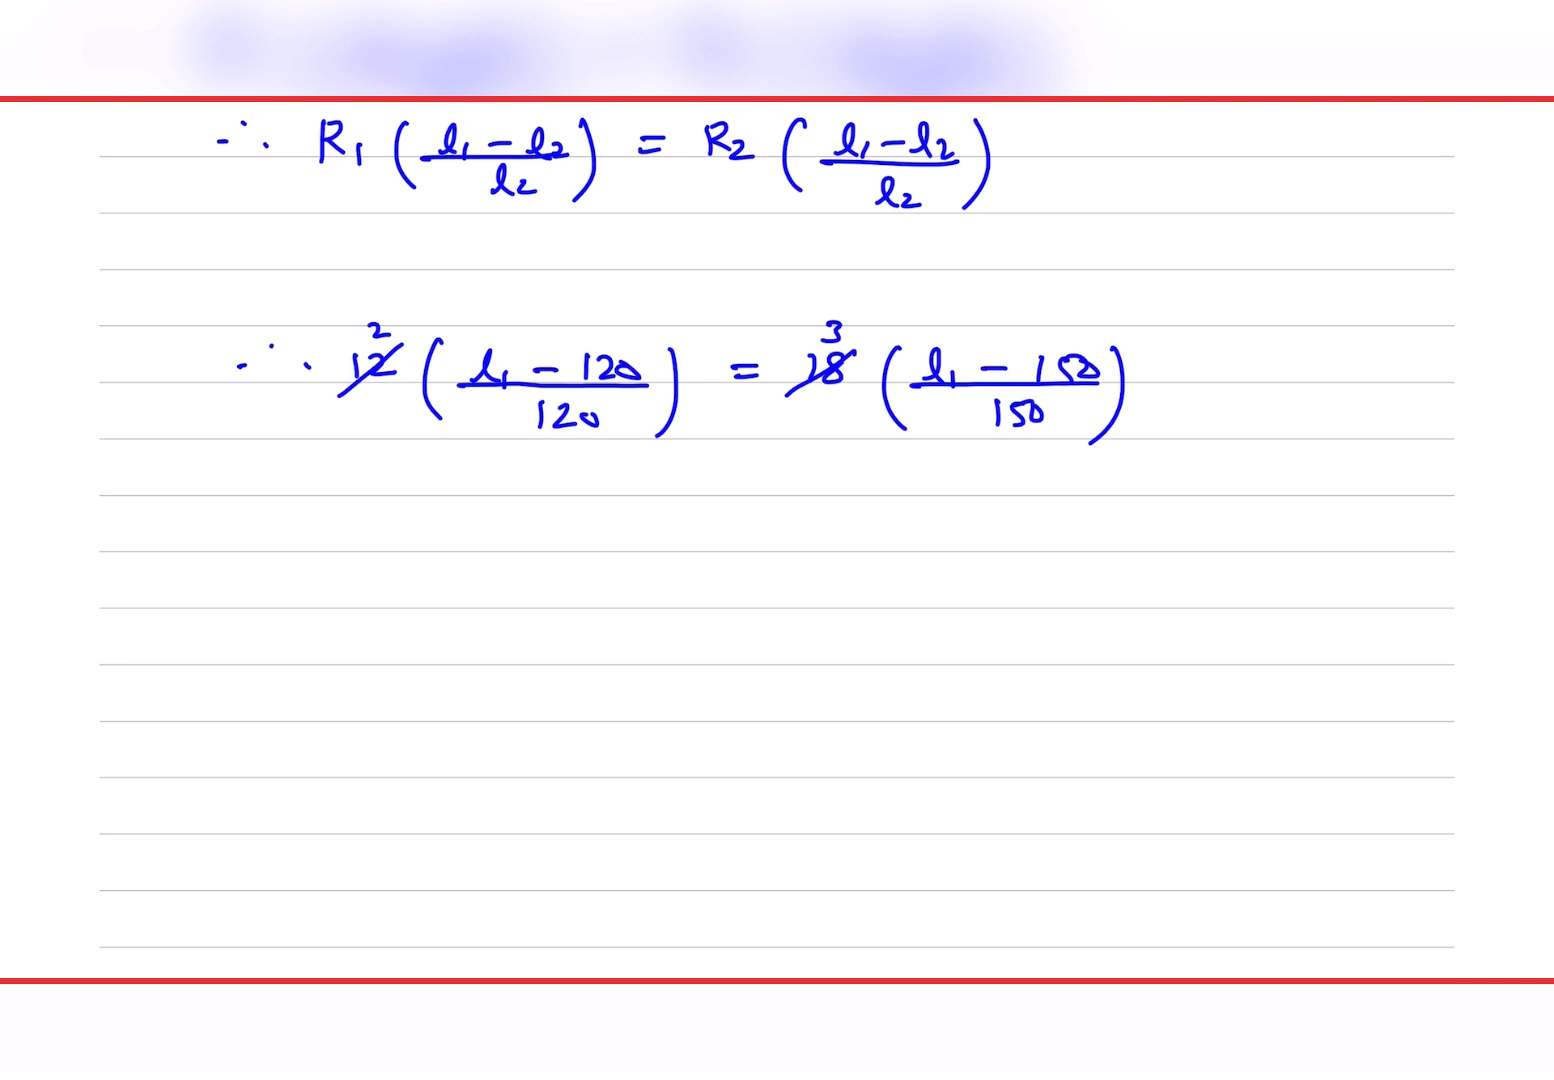 ∴ R₁ ( (l₁ - l₂) / l₂ ) = R₂ ( (l₁ - l₂) / l₂ )
∴ 12 2 ( (l₁ - 120) / 120 ) = 18 3 ( (l₁ - 150) / 150 )